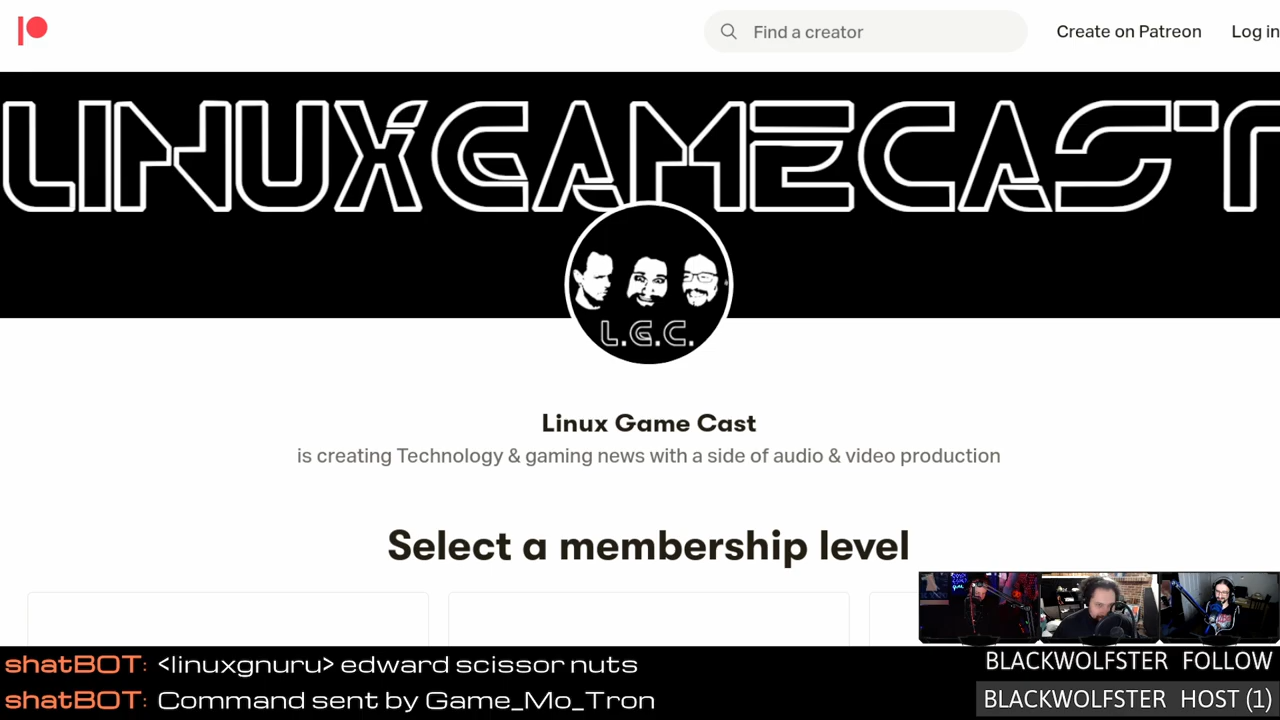 Find a creator
Create on Patreon
Log in
LINUXGAMECAST
L.G.C.
Linux Game Cast
is creating Technology & gaming news with a side of audio & video production
Select a membership level
shatBOT: <linuxgnuru> edward scissor nuts
shatBOT: Command sent by Game_Mo_Tron
BLACKWOLFSTER FOLLOW
BLACKWOLFSTER HOST (1)